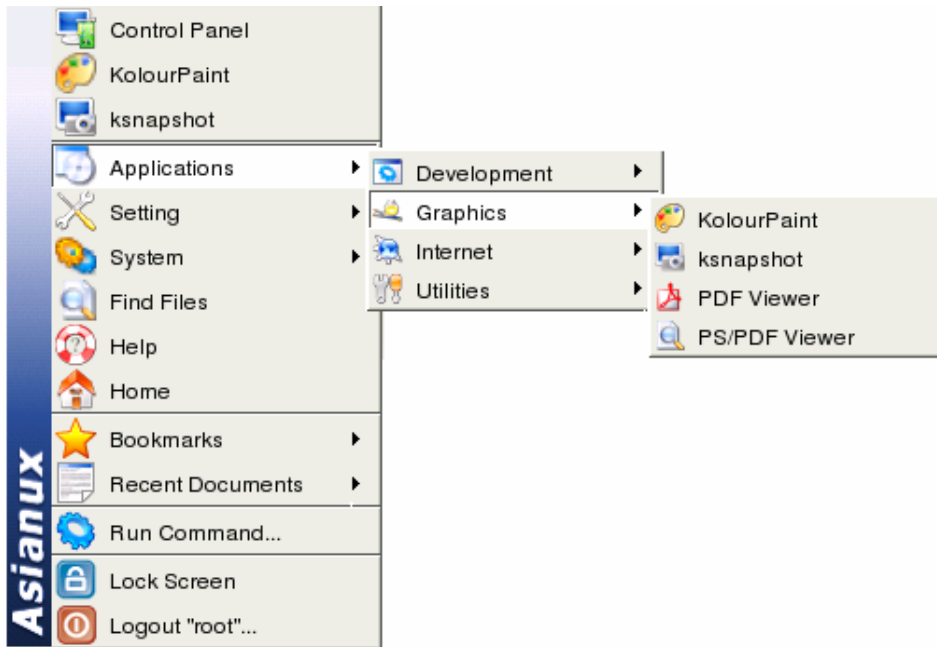 Control Panel
KolourPaint
ksnapshot
Applications
Setting
System
Find Files
Help
Home
Bookmarks
Recent Documents
Run Command...
Lock Screen
Logout "root"...
Asianux
Development
Graphics
Internet
Utilities
KolourPaint
ksnapshot
PDF Viewer
PS/PDF Viewer